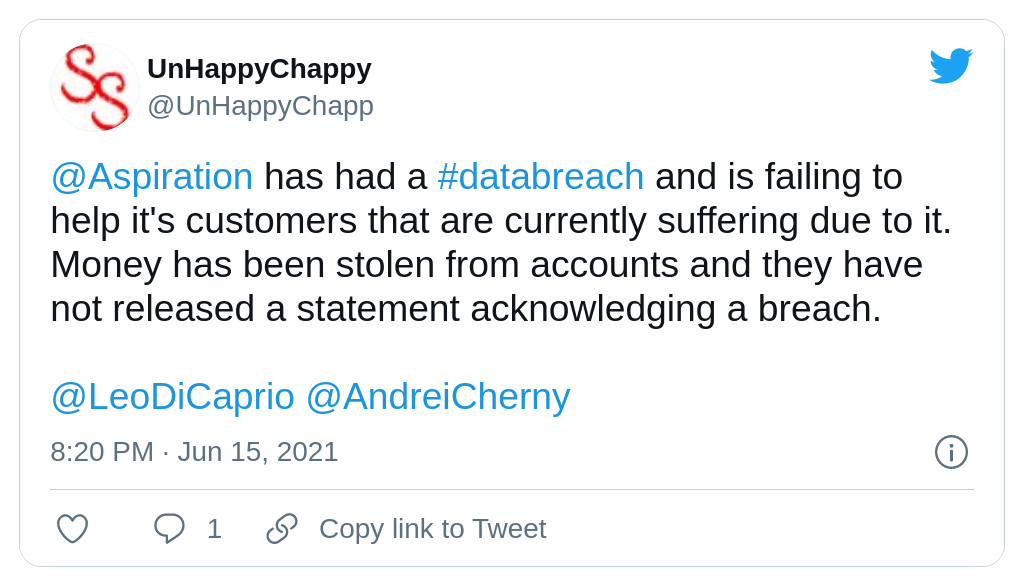 UnHappyChappy
@UnHappyChapp
@Aspiration has had a #databreach and is failing to
help it's customers that are currently suffering due to it.
Money has been stolen from accounts and they have
not released a statement acknowledging a breach.
@LeoDiCaprio @AndreiCherny
8:20 PM · Jun 15, 2021
1 Copy link to Tweet